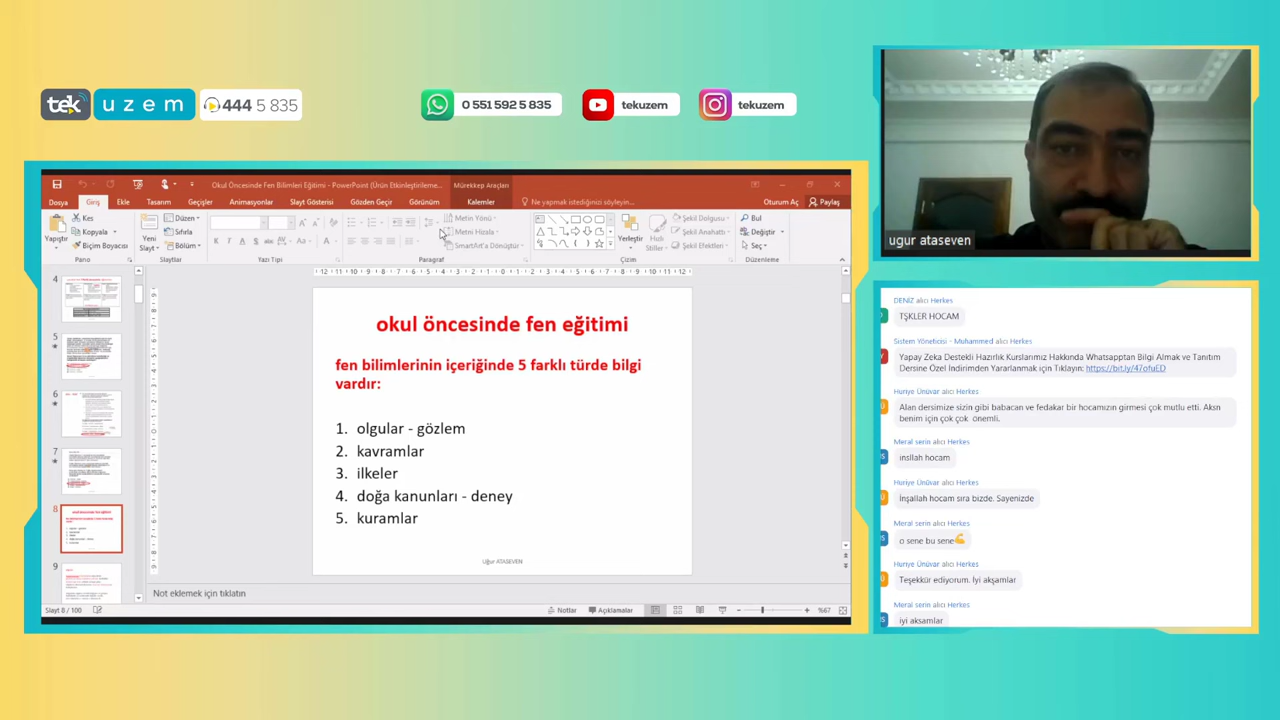 tek uzem 444 5 835
0 551 592 5 835
tekuzem
tekuzem
Okul Öncesinde Fen Bilimleri Eğitimi - PowerPoint (Ürün Etkinleştirilme...
Mürekkep Araçları
Dosya Giriş Ekle Tasarım Geçişler Animasyonlar Slayt Gösterisi Gözden Geçir Görünüm Kalemler Ne yapmak istediğinizi söyleyin... Oturum Aç Paylaş
Yapıştır
Kes
Kopyala
Biçim Boyacısı
Yeni
Slayt
Düzen
Sıfırla
Bölüm
Metin Yönü
Metni Hizala
SmartArt'a Dönüştür
Yerleştir
Hızlı
Stiller
Şekil Dolgusu
Şekil Anahattı
Şekil Efektleri
Bul
Değiştir
Seç
Pano Slaytlar Yazı Tipi Paragraf Çizim Düzenleme
4
5
6
7
8
9
okul öncesinde fen eğitimi
fen bilimlerinin içeriğinde 5 farklı türde bilgi
vardır:
1. olgular - gözlem
2. kavramlar
3. ilkeler
4. doğa kanunları - deney
5. kuramlar
Uğur ATASEVEN
Not eklemek için tıklatın
Slayt 8 / 100
Notlar Açıklamalar %67
ugur ataseven
DENİZ alıcı Herkes
TŞKLER HOCAM
Sistem Yöneticisi - Muhammed alıcı Herkes
Yapay Zeka Destekli Hazırlık Kurslarımız Hakkında Whatsapptan Bilgi Almak ve Tanıtım
Dersine Özel İndirimden Yararlanmak için Tıklayın: https://bit.ly/47ofuED
Huriye Ünüvar alıcı Herkes
Alan dersimize sizin gibi babacan ve fedakar bir hocamızın girmesi çok mutlu etti. Aksn
benim için çok çok onemli.
Meral serin alıcı Herkes
ınsllah hocam
Huriye Ünüvar alıcı Herkes
İnşallah hocam sıra bizde. Sayenizde
Meral serin alıcı Herkes
o sene bu sene💪
Huriye Ünüvar alıcı Herkes
Teşekkür ediyorum. İyi akşamlar
Meral serin alıcı Herkes
iyi aksamlar